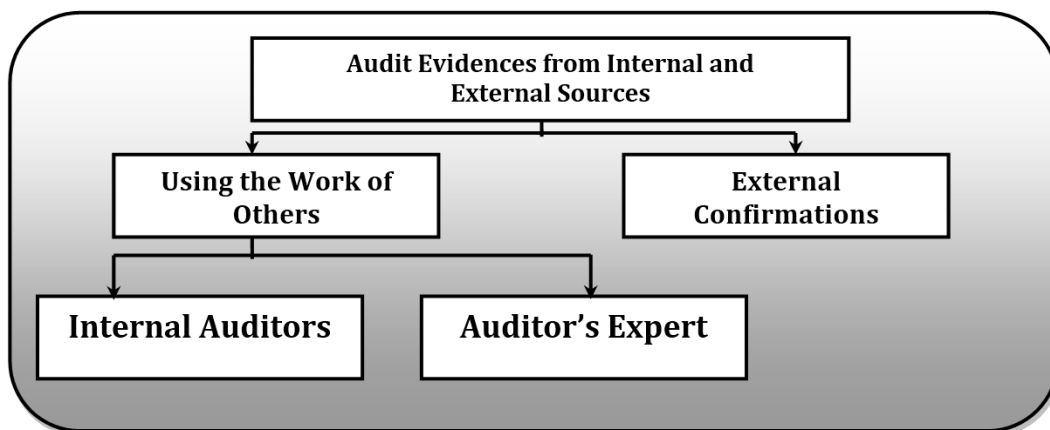 Audit Evidences from Internal and
External Sources
Using the Work of
Others
External
Confirmations
Internal Auditors
Auditor’s Expert